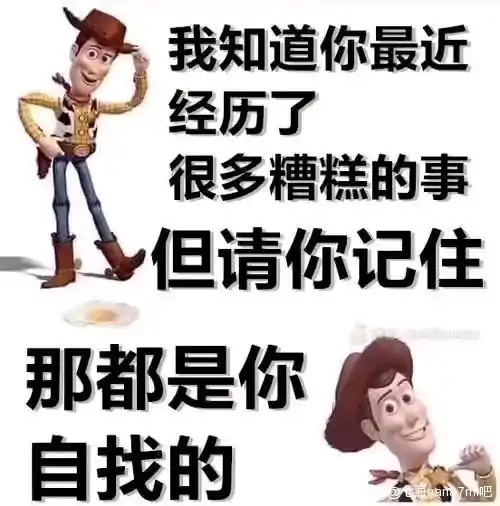 我知道你最近
经历了
很多糟糕的事
但请你记住
那都是你
自找的